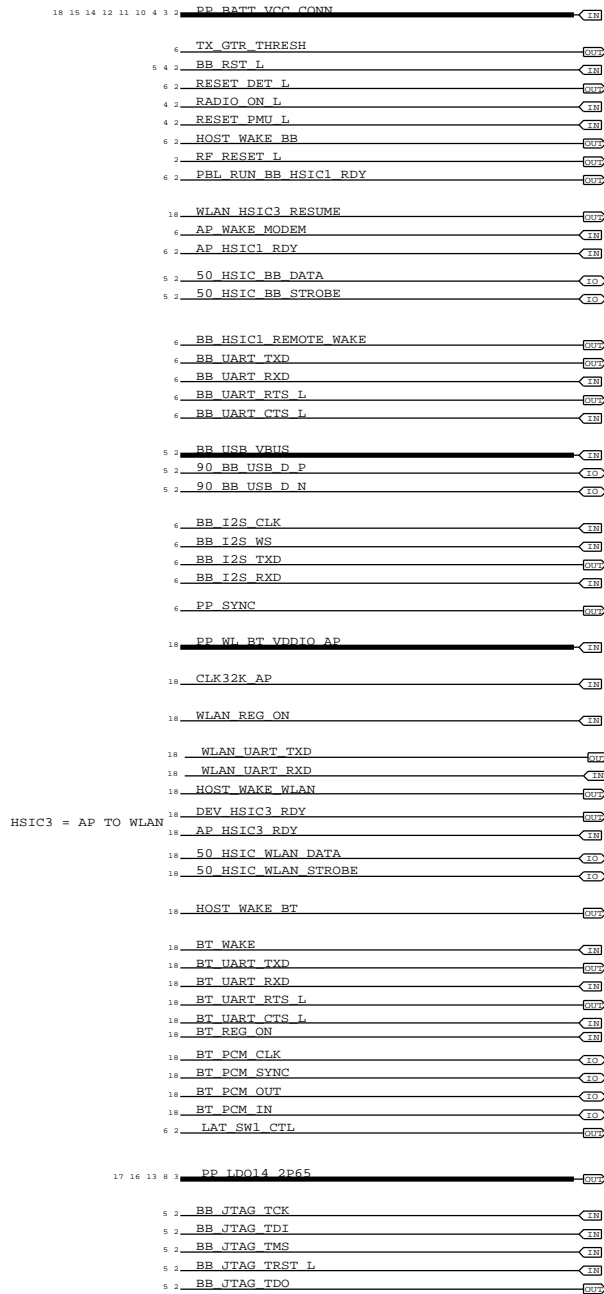 18 15 14 12 11 10 4 3 2 PP_BATT_VCC_CONN IN
6 TX_GTR_THRESH OUT
5 4 2 BB_RST_L IN
6 2 RESET_DET_L OUT
4 2 RADIO_ON_L IN
4 2 RESET_PMU_L IN
6 2 HOST_WAKE_BB OUT
2 RF_RESET_L OUT
6 2 PBL_RUN_BB_HSIC1_RDY OUT
18 WLAN_HSIC3_RESUME OUT
6 AP_WAKE_MODEM IN
6 2 AP_HSIC1_RDY IN
5 2 50_HSIC_BB_DATA IO
5 2 50_HSIC_BB_STROBE IO
6 BB_HSIC1_REMOTE_WAKE OUT
6 BB_UART_TXD OUT
6 BB_UART_RXD IN
6 BB_UART_RTS_L OUT
6 BB_UART_CTS_L IN
5 2 BB_USB_VBUS IN
5 2 90_BB_USB_D_P IO
5 2 90_BB_USB_D_N IO
6 BB_I2S_CLK IN
6 BB_I2S_WS IN
6 BB_I2S_TXD OUT
6 BB_I2S_RXD IN
6 PP_SYNC OUT
18 PP_WL_BT_VDDIO_AP IN
18 CLK32K_AP IN
18 WLAN_REG_ON IN
18 WLAN_UART_TXD OUT
18 WLAN_UART_RXD IN
18 HOST_WAKE_WLAN OUT
18 DEV_HSIC3_RDY OUT
HSIC3 = AP TO WLAN
18 AP_HSIC3_RDY IN
18 50_HSIC_WLAN_DATA IO
18 50_HSIC_WLAN_STROBE IO
18 HOST_WAKE_BT OUT
18 BT_WAKE IN
18 BT_UART_TXD OUT
18 BT_UART_RXD IN
18 BT_UART_RTS_L OUT
18 BT_UART_CTS_L IN
18 BT_REG_ON IN
18 BT_PCM_CLK IO
18 BT_PCM_SYNC IO
18 BT_PCM_OUT IO
18 BT_PCM_IN IO
6 2 LAT_SW1_CTL OUT
17 16 13 8 3 PP_LDO14_2P65 OUT
5 2 BB_JTAG_TCK IN
5 2 BB_JTAG_TDI IN
5 2 BB_JTAG_TMS IN
5 2 BB_JTAG_TRST_L IN
5 2 BB_JTAG_TDO OUT